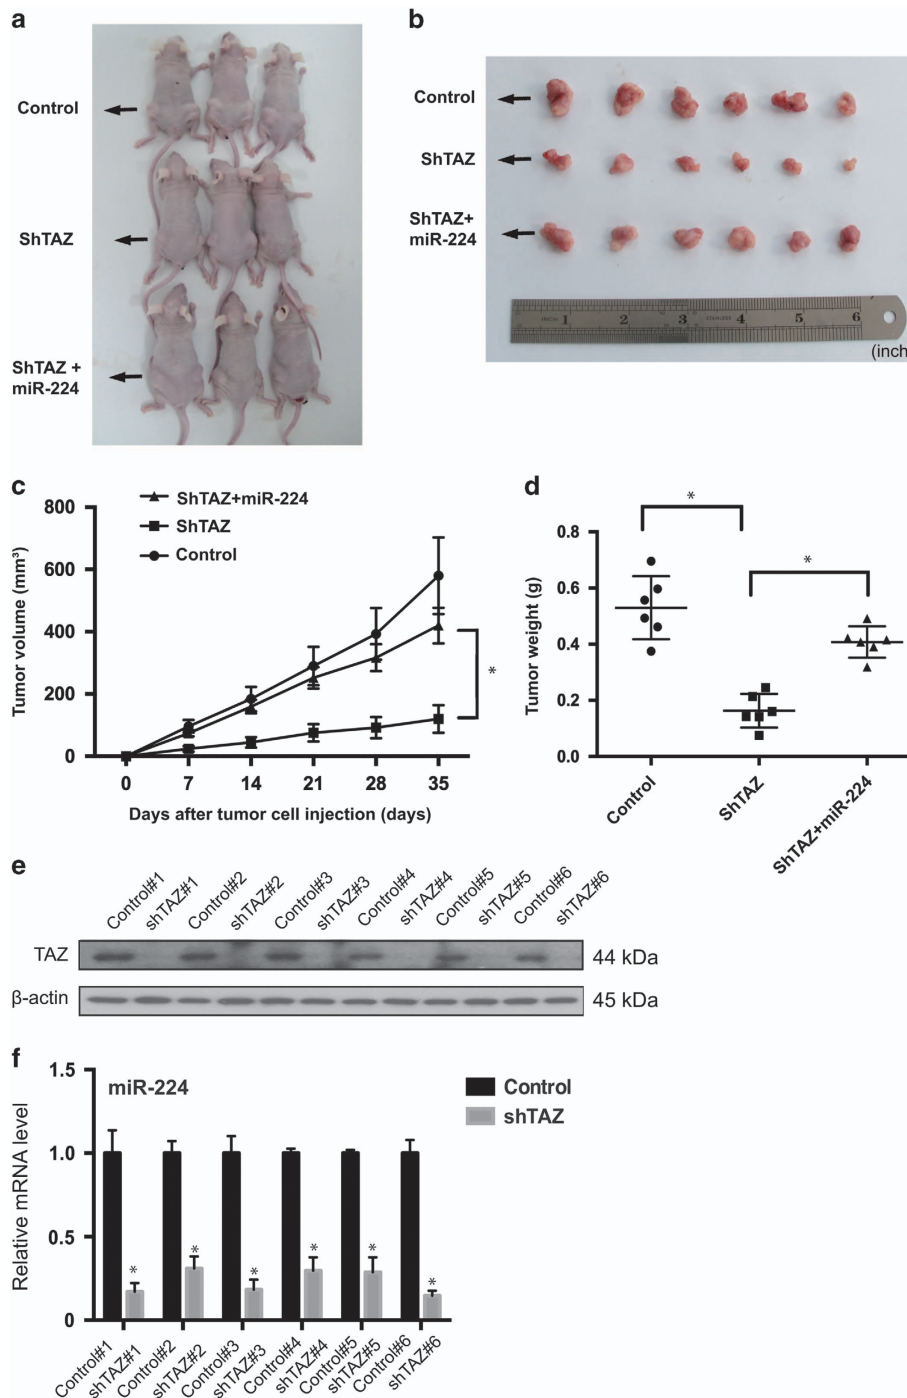 a
Control
ShTAZ
ShTAZ +
miR-224
b
Control
ShTAZ
ShTAZ+
miR-224
1 2 3 4 5 6
(inch
c
ShTAZ+miR-224
ShTAZ
Control
Tumor volume (mm³)
800
600
400
200
0
*
0 7 14 21 28 35
Days after tumor cell injection (days)
d
Tumor weight (g)
0.8
0.6
0.4
0.2
0.0
*
*
Control
ShTAZ
ShTAZ+miR-224
e
Control#1 shTAZ#1 Control#2 shTAZ#2 Control#3 shTAZ#3 Control#4 shTAZ#4 Control#5 shTAZ#5 Control#6 shTAZ#6
TAZ 44 kDa
β-actin 45 kDa
f
miR-224
Control
shTAZ
Relative mRNA level
1.5
1.0
0.5
0
* * * * * *
Control#1 shTAZ#1 Control#2 shTAZ#2 Control#3 shTAZ#3 Control#4 shTAZ#4 Control#5 shTAZ#5 Control#6 shTAZ#6